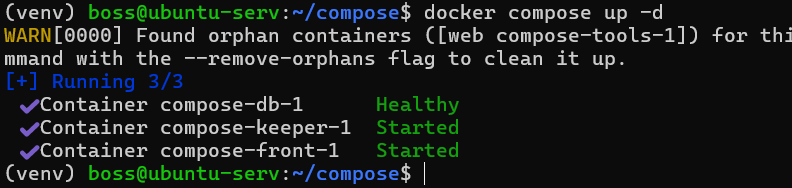 (venv) boss@ubuntu-serv:~/compose$ docker compose up -d
WARN[0000] Found orphan containers ([web compose-tools-1]) for thi
mmand with the --remove-orphans flag to clean it up.
[+] Running 3/3
✔Container compose-db-1 Healthy
✔Container compose-keeper-1 Started
✔Container compose-front-1 Started
(venv) boss@ubuntu-serv:~/compose$